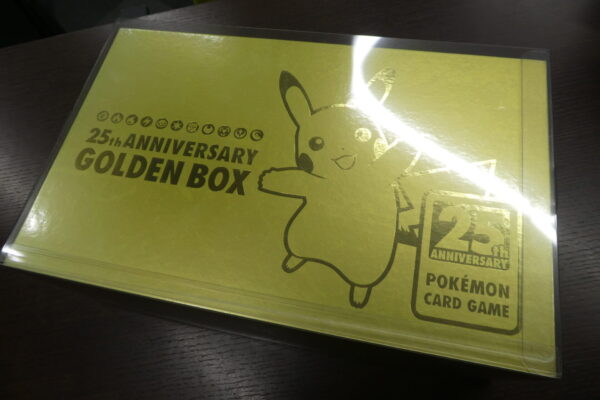 25th ANNIVERSARY
GOLDEN BOX
25th
ANNIVERSARY
POKÉMON
CARD GAME